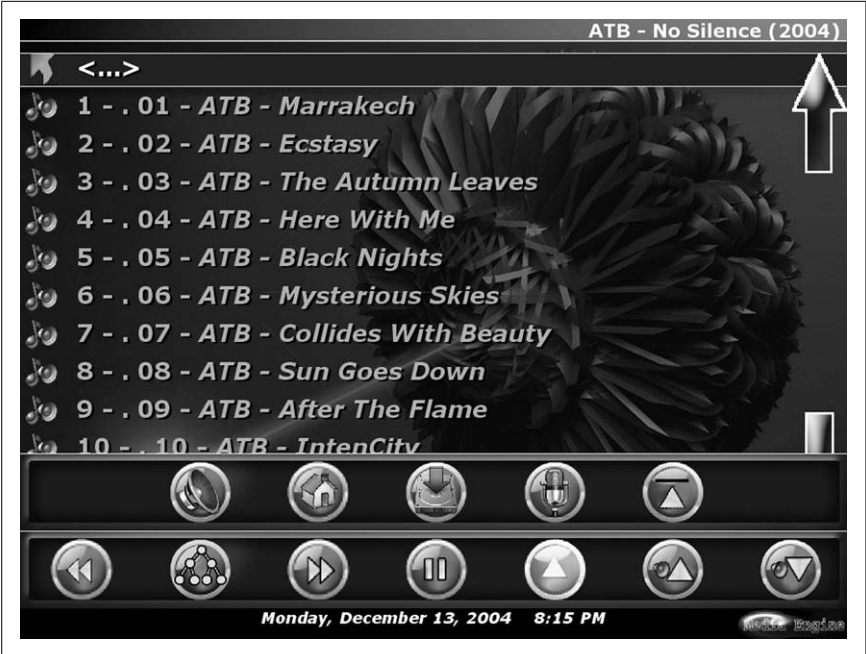 ATB - No Silence (2004)
<...>
1 - . 01 - ATB - Marrakech
2 - . 02 - ATB - Ecstasy
3 - . 03 - ATB - The Autumn Leaves
4 - . 04 - ATB - Here With Me
5 - . 05 - ATB - Black Nights
6 - . 06 - ATB - Mysterious Skies
7 - . 07 - ATB - Collides With Beauty
8 - . 08 - ATB - Sun Goes Down
9 - . 09 - ATB - After The Flame
10 - . 10 - ATB - IntenCity
Monday, December 13, 2004 8:15 PM
Media Engine